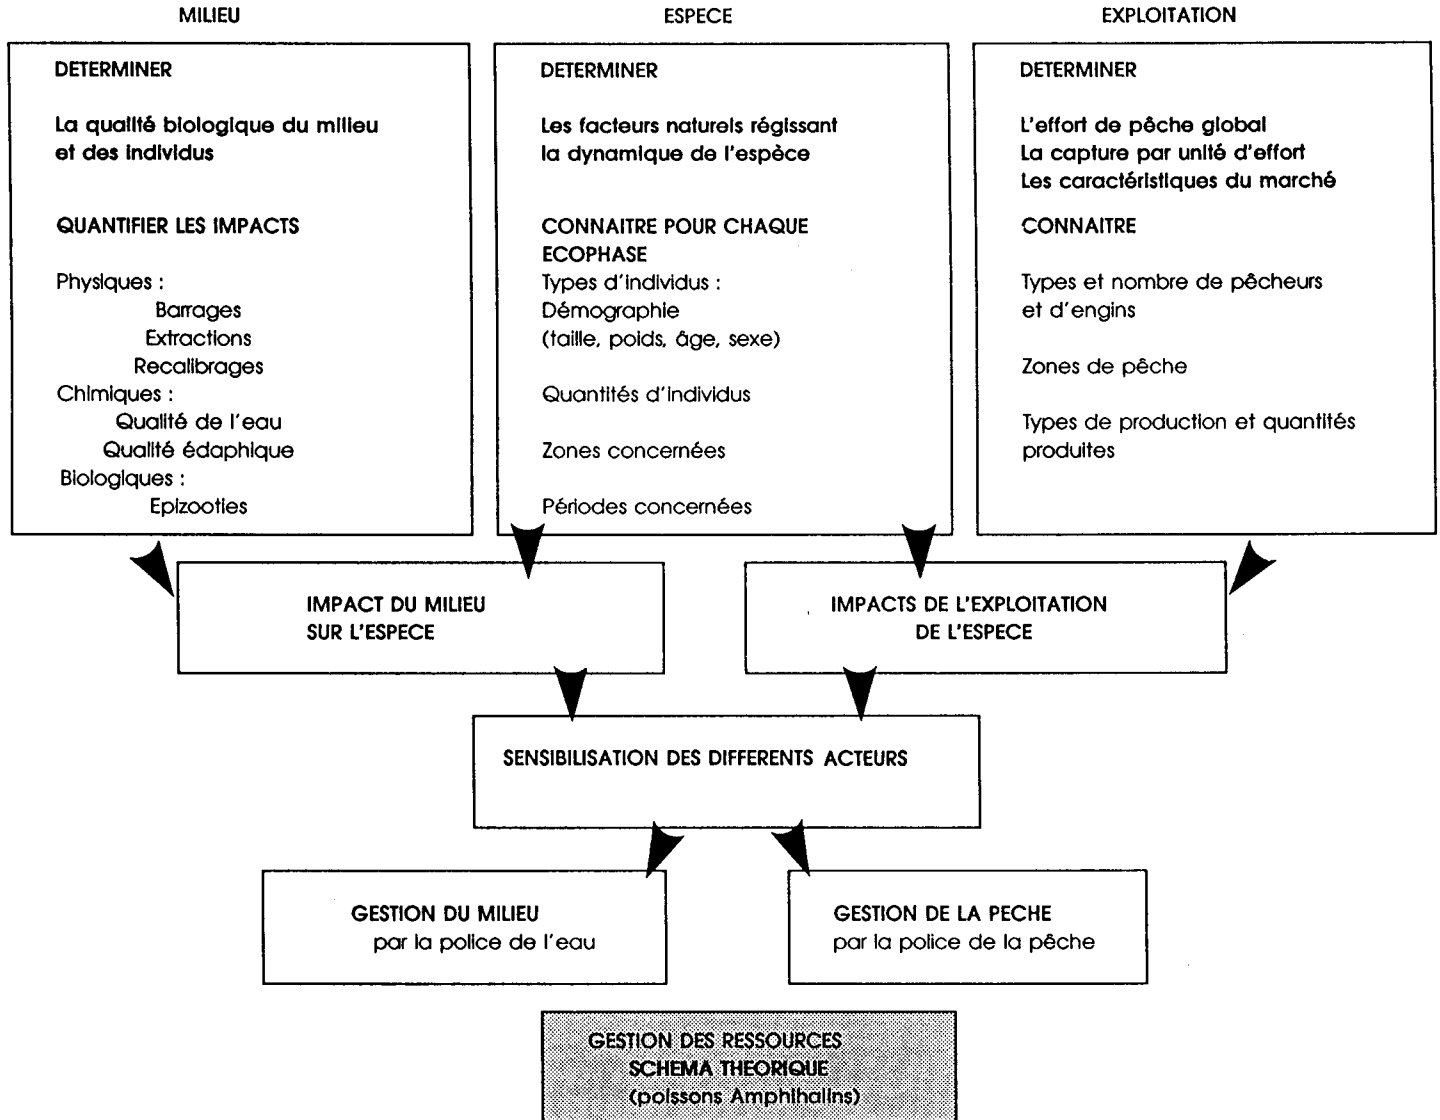 MILIEU
ESPECE
EXPLOITATION
DETERMINER
La qualité biologique du milieu
et des individus
QUANTIFIER LES IMPACTS
Physiques :
Barrages
Extractions
Recalibrages
Chimiques :
Qualité de l'eau
Qualité édaphique
Biologiques :
Epizooties
DETERMINER
Les facteurs naturels régissant
la dynamique de l'espèce
CONNAITRE POUR CHAQUE
ECOPHASE
Types d'individus :
Démographie
(taille, poids, âge, sexe)
Quantités d'individus
Zones concernées
Périodes concernées
DETERMINER
L'effort de pêche global
La capture par unité d'effort
Les caractéristiques du marché
CONNAITRE
Types et nombre de pêcheurs
et d'engins
Zones de pêche
Types de production et quantités
produites
IMPACT DU MILIEU
SUR L'ESPECE
IMPACTS DE L'EXPLOITATION
DE L'ESPECE
SENSIBILISATION DES DIFFERENTS ACTEURS
GESTION DU MILIEU
par la police de l'eau
GESTION DE LA PECHE
par la police de la pêche
GESTION DES RESSOURCES
SCHEMA THEORIQUE
(poissons Amphihalins)